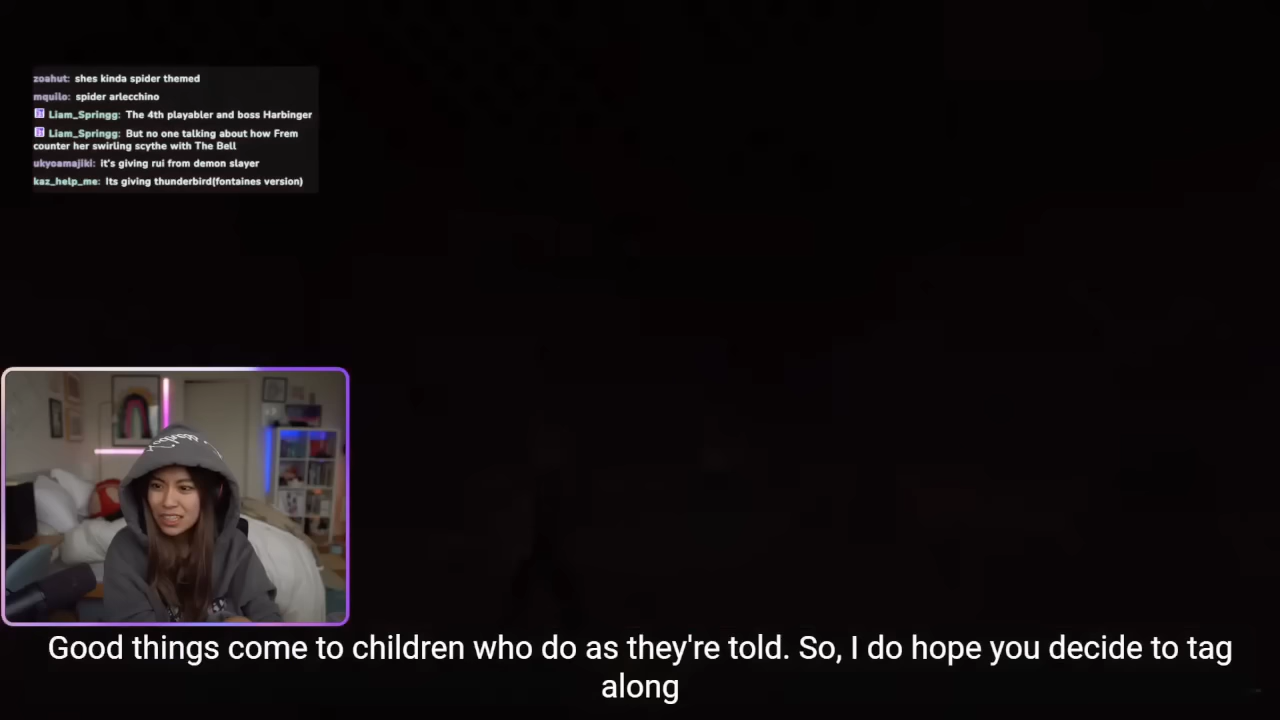 zoahut: shes kinda spider themed
mquilo: spider arlecchino
Liam_Springg: The 4th playabler and boss Harbinger
Liam_Springg: But no one talking about how Frem
counter her swirling scythe with The Bell
ukyoamajiki: it's giving rui from demon slayer
kaz_help_me: Its giving thunderbird(fontaines version)
Good things come to children who do as they're told. So, I do hope you decide to tag
along